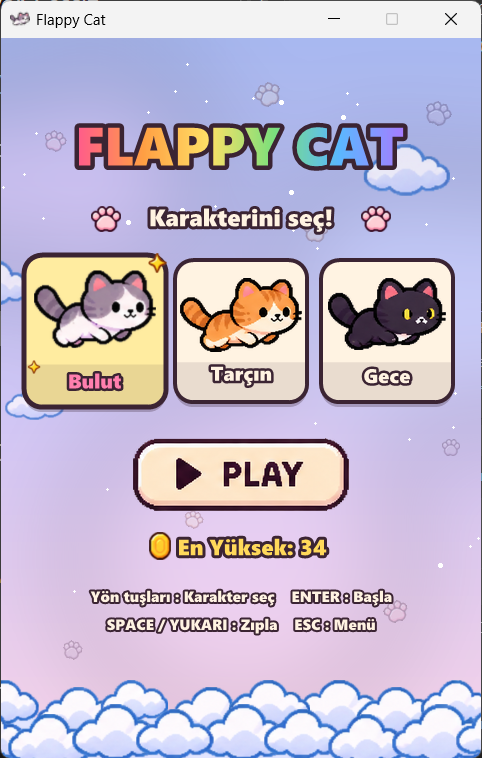 Flappy Cat
FLAPPY CAT
Karakterini seç!
Bulut
Tarçın
Gece
PLAY
En Yüksek: 34
Yön tuşları : Karakter seç ENTER : Başla
SPACE / YUKARI : Zıpla ESC : Menü